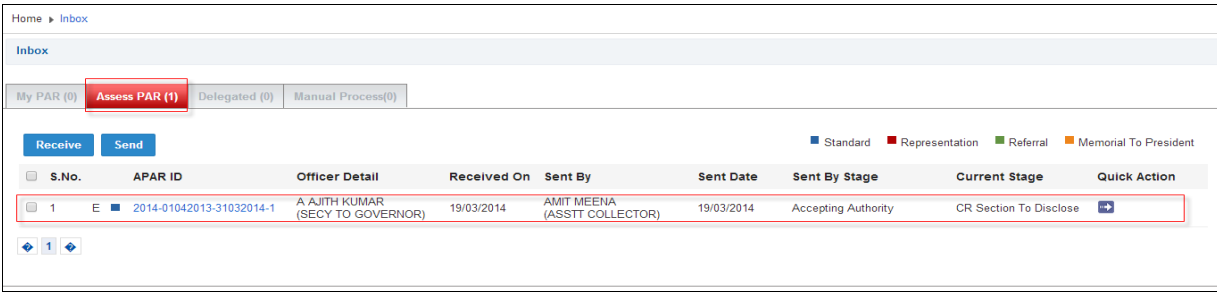 Home Inbox
Inbox
My PAR (0) Assess PAR (1) Delegated (0) Manual Process(0)
Receive Send Standard Representation Referral Memorial To President
S.No. APAR ID Officer Detail Received On Sent By Sent Date Sent By Stage Current Stage Quick Action
1 E 2014-01042013-31032014-1 A AJITH KUMAR (SECY TO GOVERNOR) 19/03/2014 AMIT MEENA (ASSTT COLLECTOR) 19/03/2014 Accepting Authority CR Section To Disclose
� 1 �